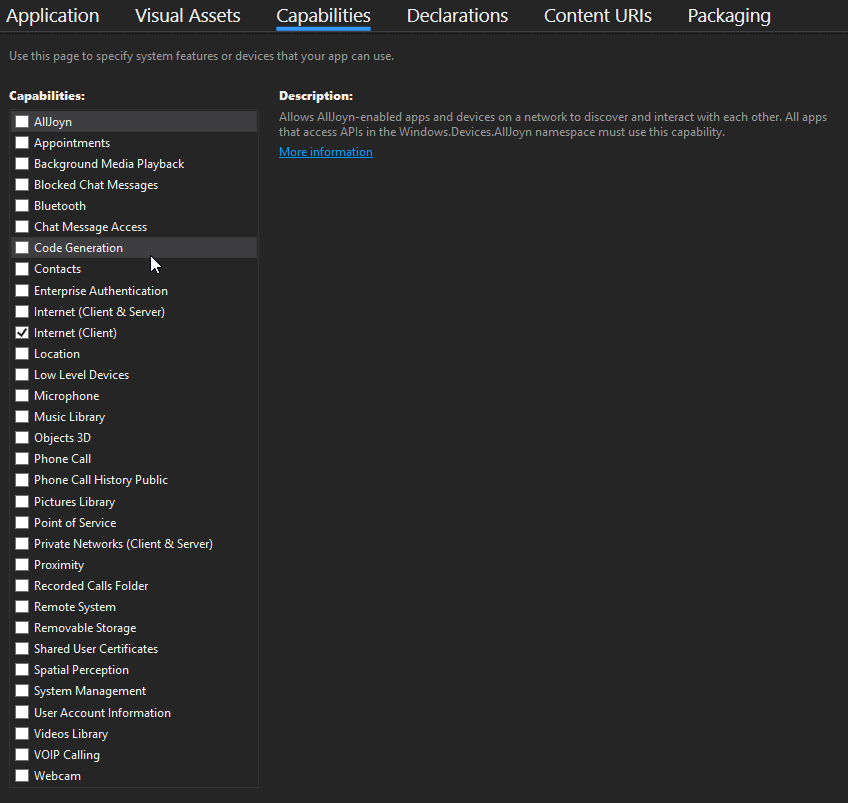 Application Visual Assets Capabilities Declarations Content URIs Packaging
Use this page to specify system features or devices that your app can use.
Capabilities:
AllJoyn
Appointments
Background Media Playback
Blocked Chat Messages
Bluetooth
Chat Message Access
Code Generation
Contacts
Enterprise Authentication
Internet (Client & Server)
Internet (Client)
Location
Low Level Devices
Microphone
Music Library
Objects 3D
Phone Call
Phone Call History Public
Pictures Library
Point of Service
Private Networks (Client & Server)
Proximity
Recorded Calls Folder
Remote System
Removable Storage
Shared User Certificates
Spatial Perception
System Management
User Account Information
Videos Library
VOIP Calling
Webcam
Description:
Allows AllJoyn-enabled apps and devices on a network to discover and interact with each other. All apps
that access APIs in the Windows.Devices.AllJoyn namespace must use this capability.
More information